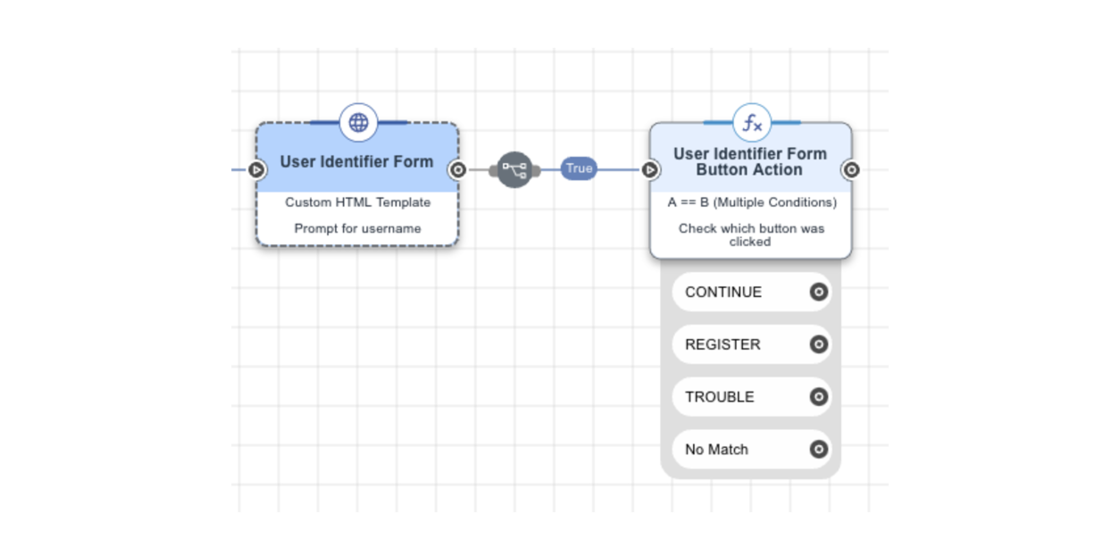 User Identifier Form
Custom HTML Template
Prompt for username
True
fx
User Identifier Form
Button Action
A == B (Multiple Conditions)
Check which button was
clicked
CONTINUE
REGISTER
TROUBLE
No Match